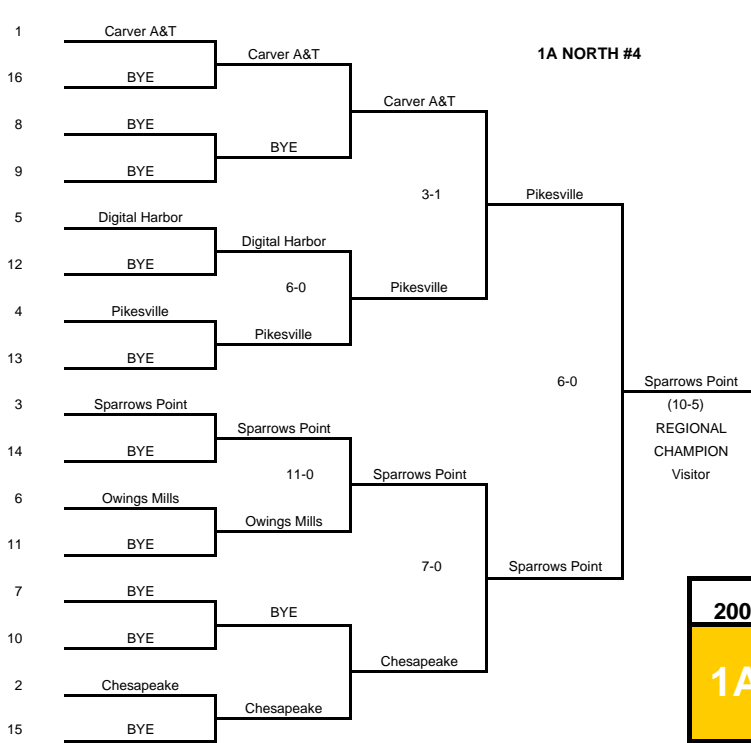 1 Carver A&T
Carver A&T
1A NORTH #4
16 BYE
Carver A&T
8 BYE
BYE
9 BYE
3-1 Pikesville
5 Digital Harbor
Digital Harbor
12 BYE
6-0 Pikesville
4 Pikesville
Pikesville
13 BYE
6-0 Sparrows Point
3 Sparrows Point
(10-5)
Sparrows Point
REGIONAL
14 BYE
CHAMPION
11-0 Sparrows Point
Visitor
6 Owings Mills
Owings Mills
11 BYE
7-0 Sparrows Point
7 BYE
BYE
200
10 BYE
Chesapeake
2 Chesapeake
1A
Chesapeake
15 BYE